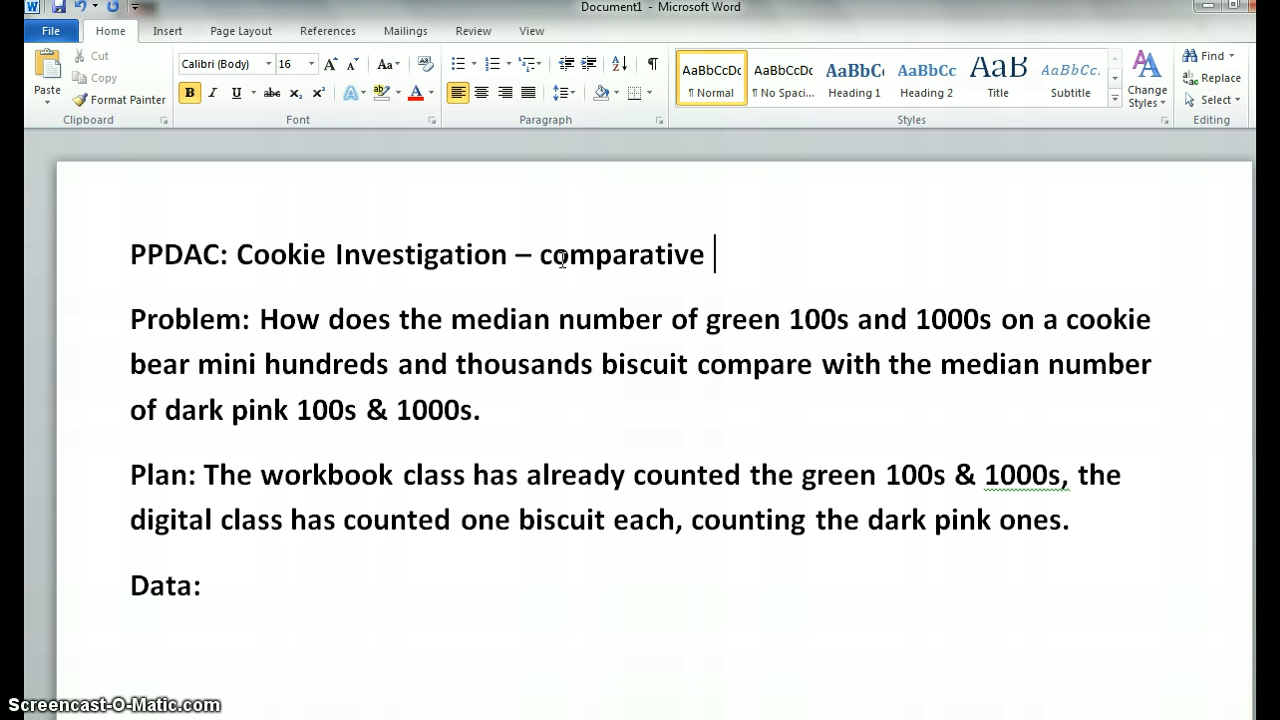 Document1 - Microsoft Word
File Home Insert Page Layout References Mailings Review View
Cut
Copy
Format Painter
Paste
Clipboard
Calibri (Body) 16
B I U abc X₂ X² A
Font
Paragraph
AaBbCcDc AaBbCcDc AaBbC AaBbCc AaB AaBbCc.
¶ Normal ¶ No Spaci... Heading 1 Heading 2 Title Subtitle
Change
Styles
Styles
Find
Replace
Select
Editing
PPDAC: Cookie Investigation – comparative
Problem: How does the median number of green 100s and 1000s on a cookie
bear mini hundreds and thousands biscuit compare with the median number
of dark pink 100s & 1000s.
Plan: The workbook class has already counted the green 100s & 1000s, the
digital class has counted one biscuit each, counting the dark pink ones.
Data:
Screencast-O-Matic.com